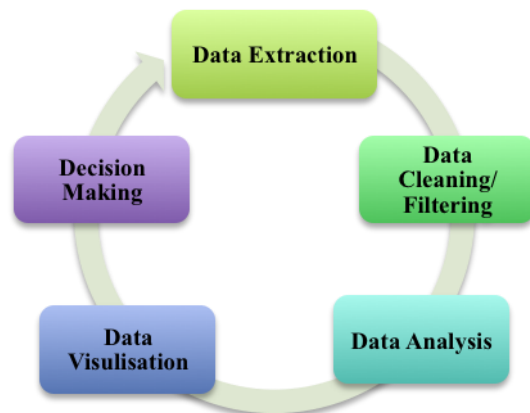 Data Extraction
Data
Cleaning/
Filtering
Data Analysis
Data
Visulisation
Decision
Making